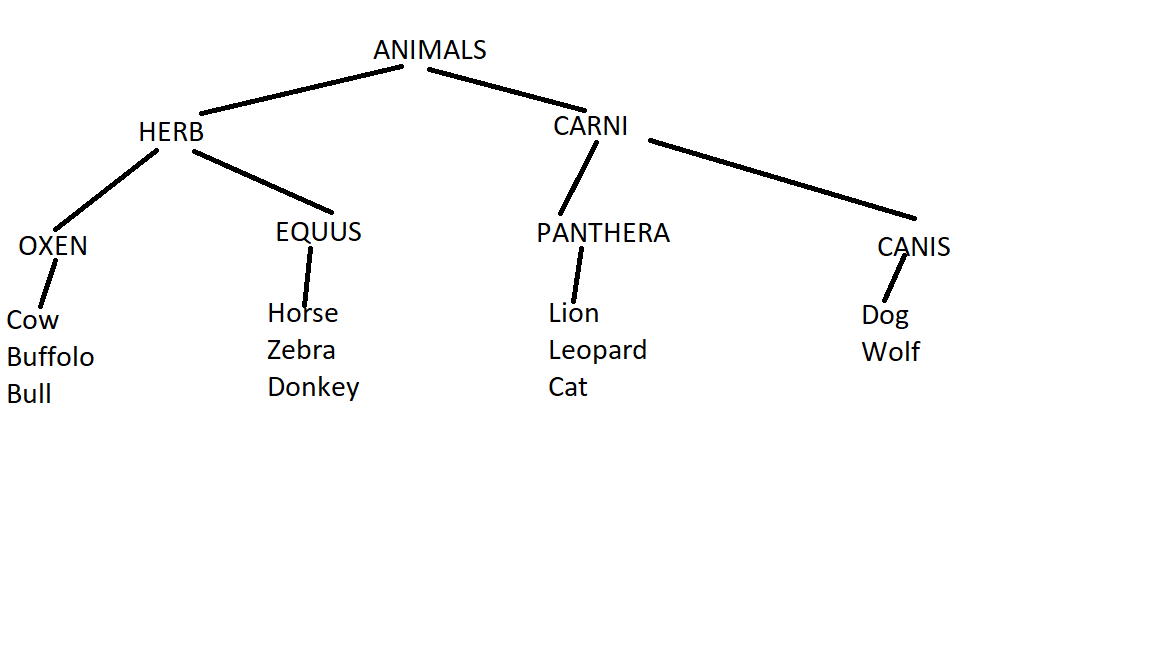 ANIMALS
HERB
CARNI
OXEN
EQUUS
PANTHERA
CANIS
Cow
Buffolo
Bull
Horse
Zebra
Donkey
Lion
Leopard
Cat
Dog
Wolf